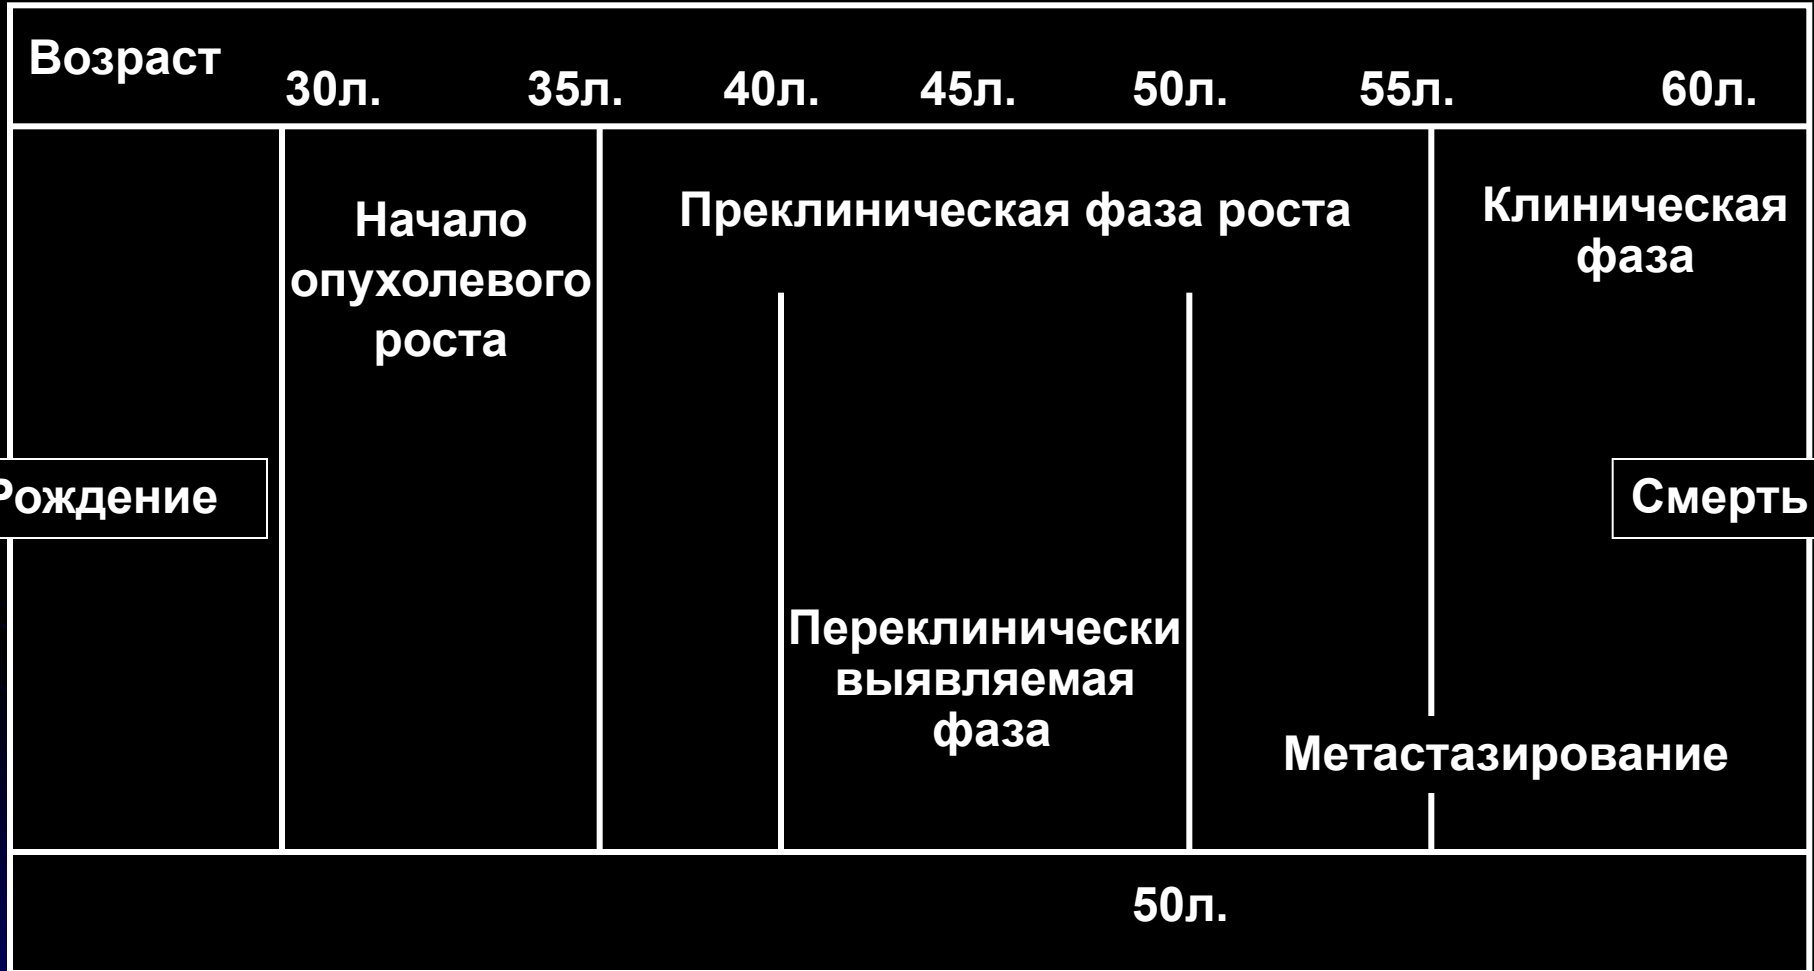 Возраст
30л. 35л. 40л. 45л. 50л. 55л. 60л.
Начало
опухолевого
роста
Преклиническая фаза роста
Клиническая
фаза
Рождение
Смерть
Переклинически
выявляемая
фаза
Метастазирование
50л.